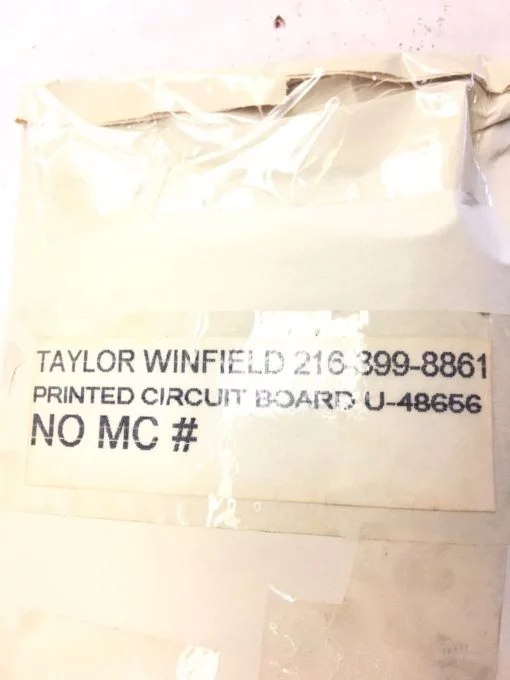 TAYLOR WINFIELD 216-399-8861
PRINTED CIRCUIT BOARD U-48656
NO MC #